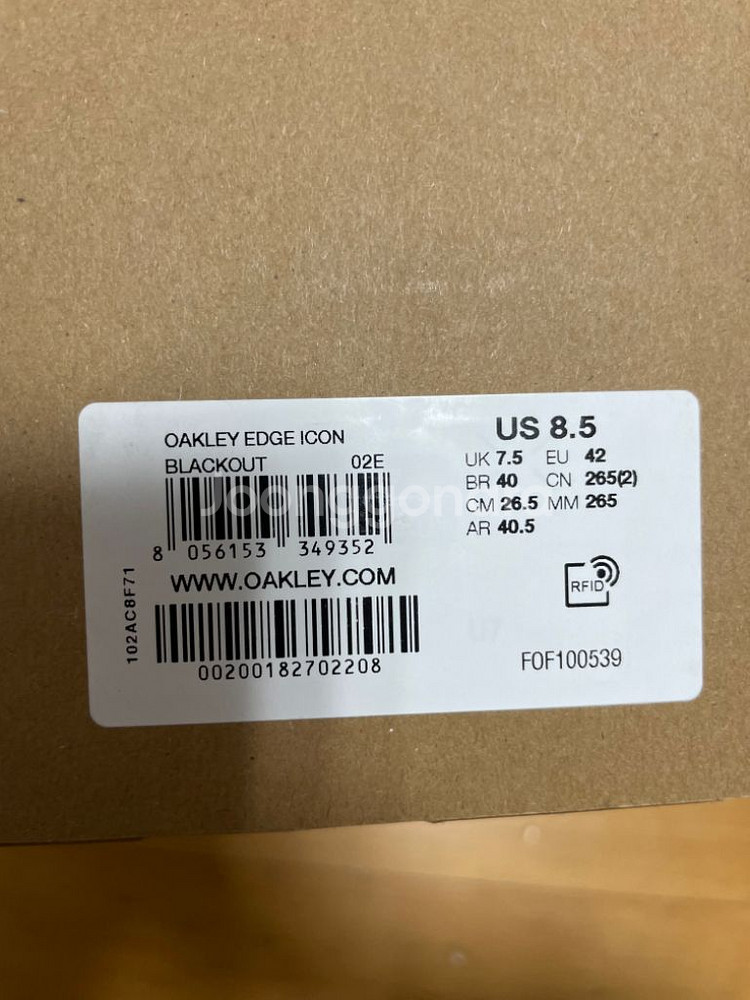 OAKLEY EDGE ICON
BLACKOUT 02E
8 056153 349352
WWW.OAKLEY.COM
00200182702208
102AC8F71
US 8.5
UK 7.5 EU 42
BR 40 CN 265(2)
CM 26.5 MM 265
AR 40.5
RFID
FOF100539